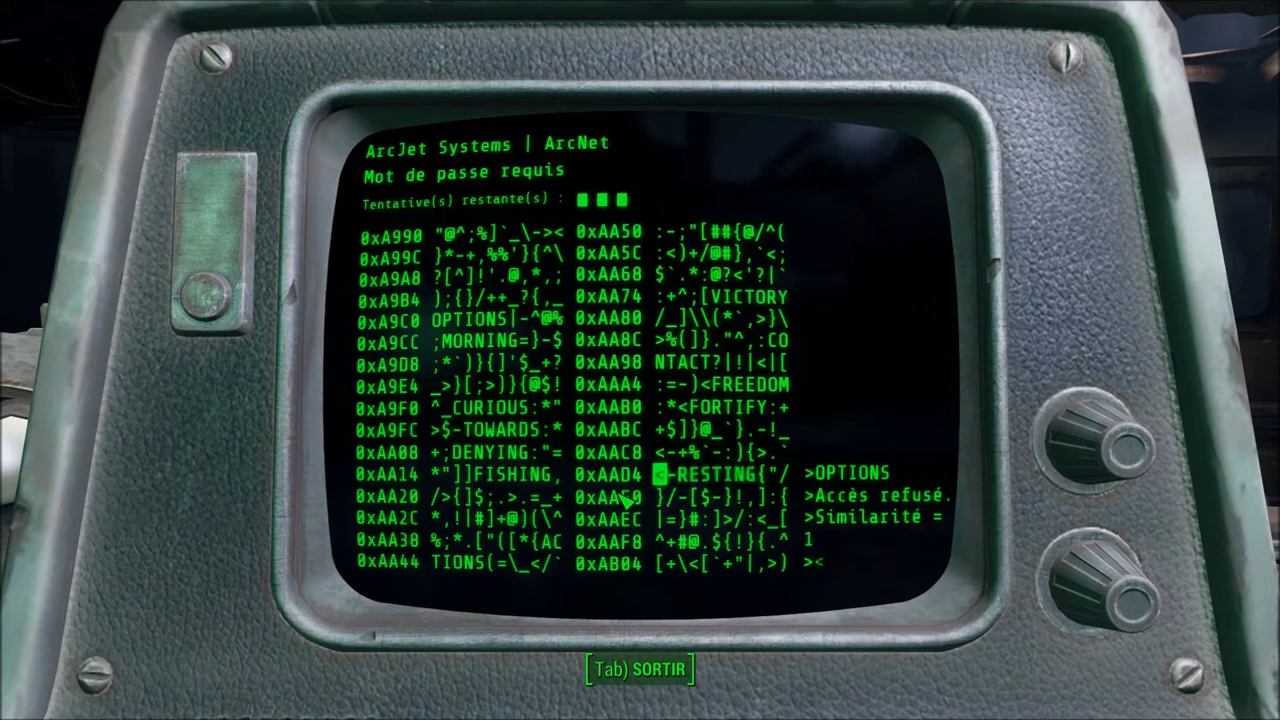 ArcJet Systems | ArcNet
Mot de passe requis
Tentative(s) restante(s) : ■ ■ ■
0xA990 "@^;%]`_\->< 0xAA50 :-;"[##{@/^(
0xA99C }*-+,%%'}{^\ 0xAA5C :<)+/@#},`<;
0xA9A8 ?[^]!'.@,*,; 0xAA68 $`.*:@?<'?|`
0xA9B4 );{}/++_?{,_ 0xAA74 :+^;[VICTORY
0xA9C0 OPTIONS|-^@% 0xAA80 /_]\\(*`,>}\
0xA9CC ;MORNING=}-$ 0xAA8C >%(]}."^,:CO
0xA9D8 ;*`)}{]'$_+? 0xAA98 NTACT?|!|<|[
0xA9E4 _>}[;>)}{@$! 0xAAA4 :=-)<FREEDOM
0xA9F0 ^_CURIOUS:*" 0xAAB0 :*<FORTIFY:+
0xA9FC >$-TOWARDS:* 0xAABC +$]}@_`}.-!_
0xAA08 +;DENYING:"= 0xAAC8 <-+%`-:){>.`
0xAA14 *"]]FISHING, 0xAAD4 <-RESTING{"/ >OPTIONS
0xAA20 />{]$;.>.=_+ }/-[$-}!,]:{ >Accès refusé.
0xAA2C *,!|#]+@)(\^ 0xAAEC |=}#:]>/:<_[ >Similarité =
0xAA38 %;*.["([*{AC 0xAAF8 ^+#@.${!}{.^ 1
0xAA44 TIONS(=\_</` 0xAB04 [+\<[`+"|,>) ><
[Tab) SORTIR]